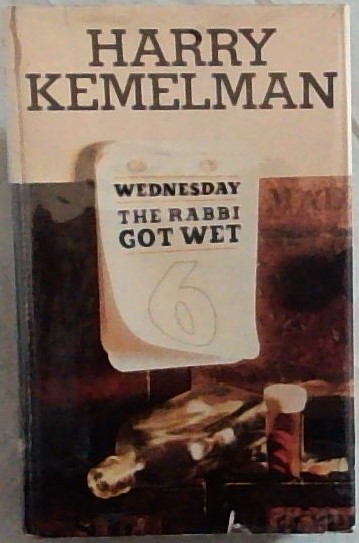 HARRY
KEMELMAN
WEDNESDAY
THE RABBI
GOT WET
6